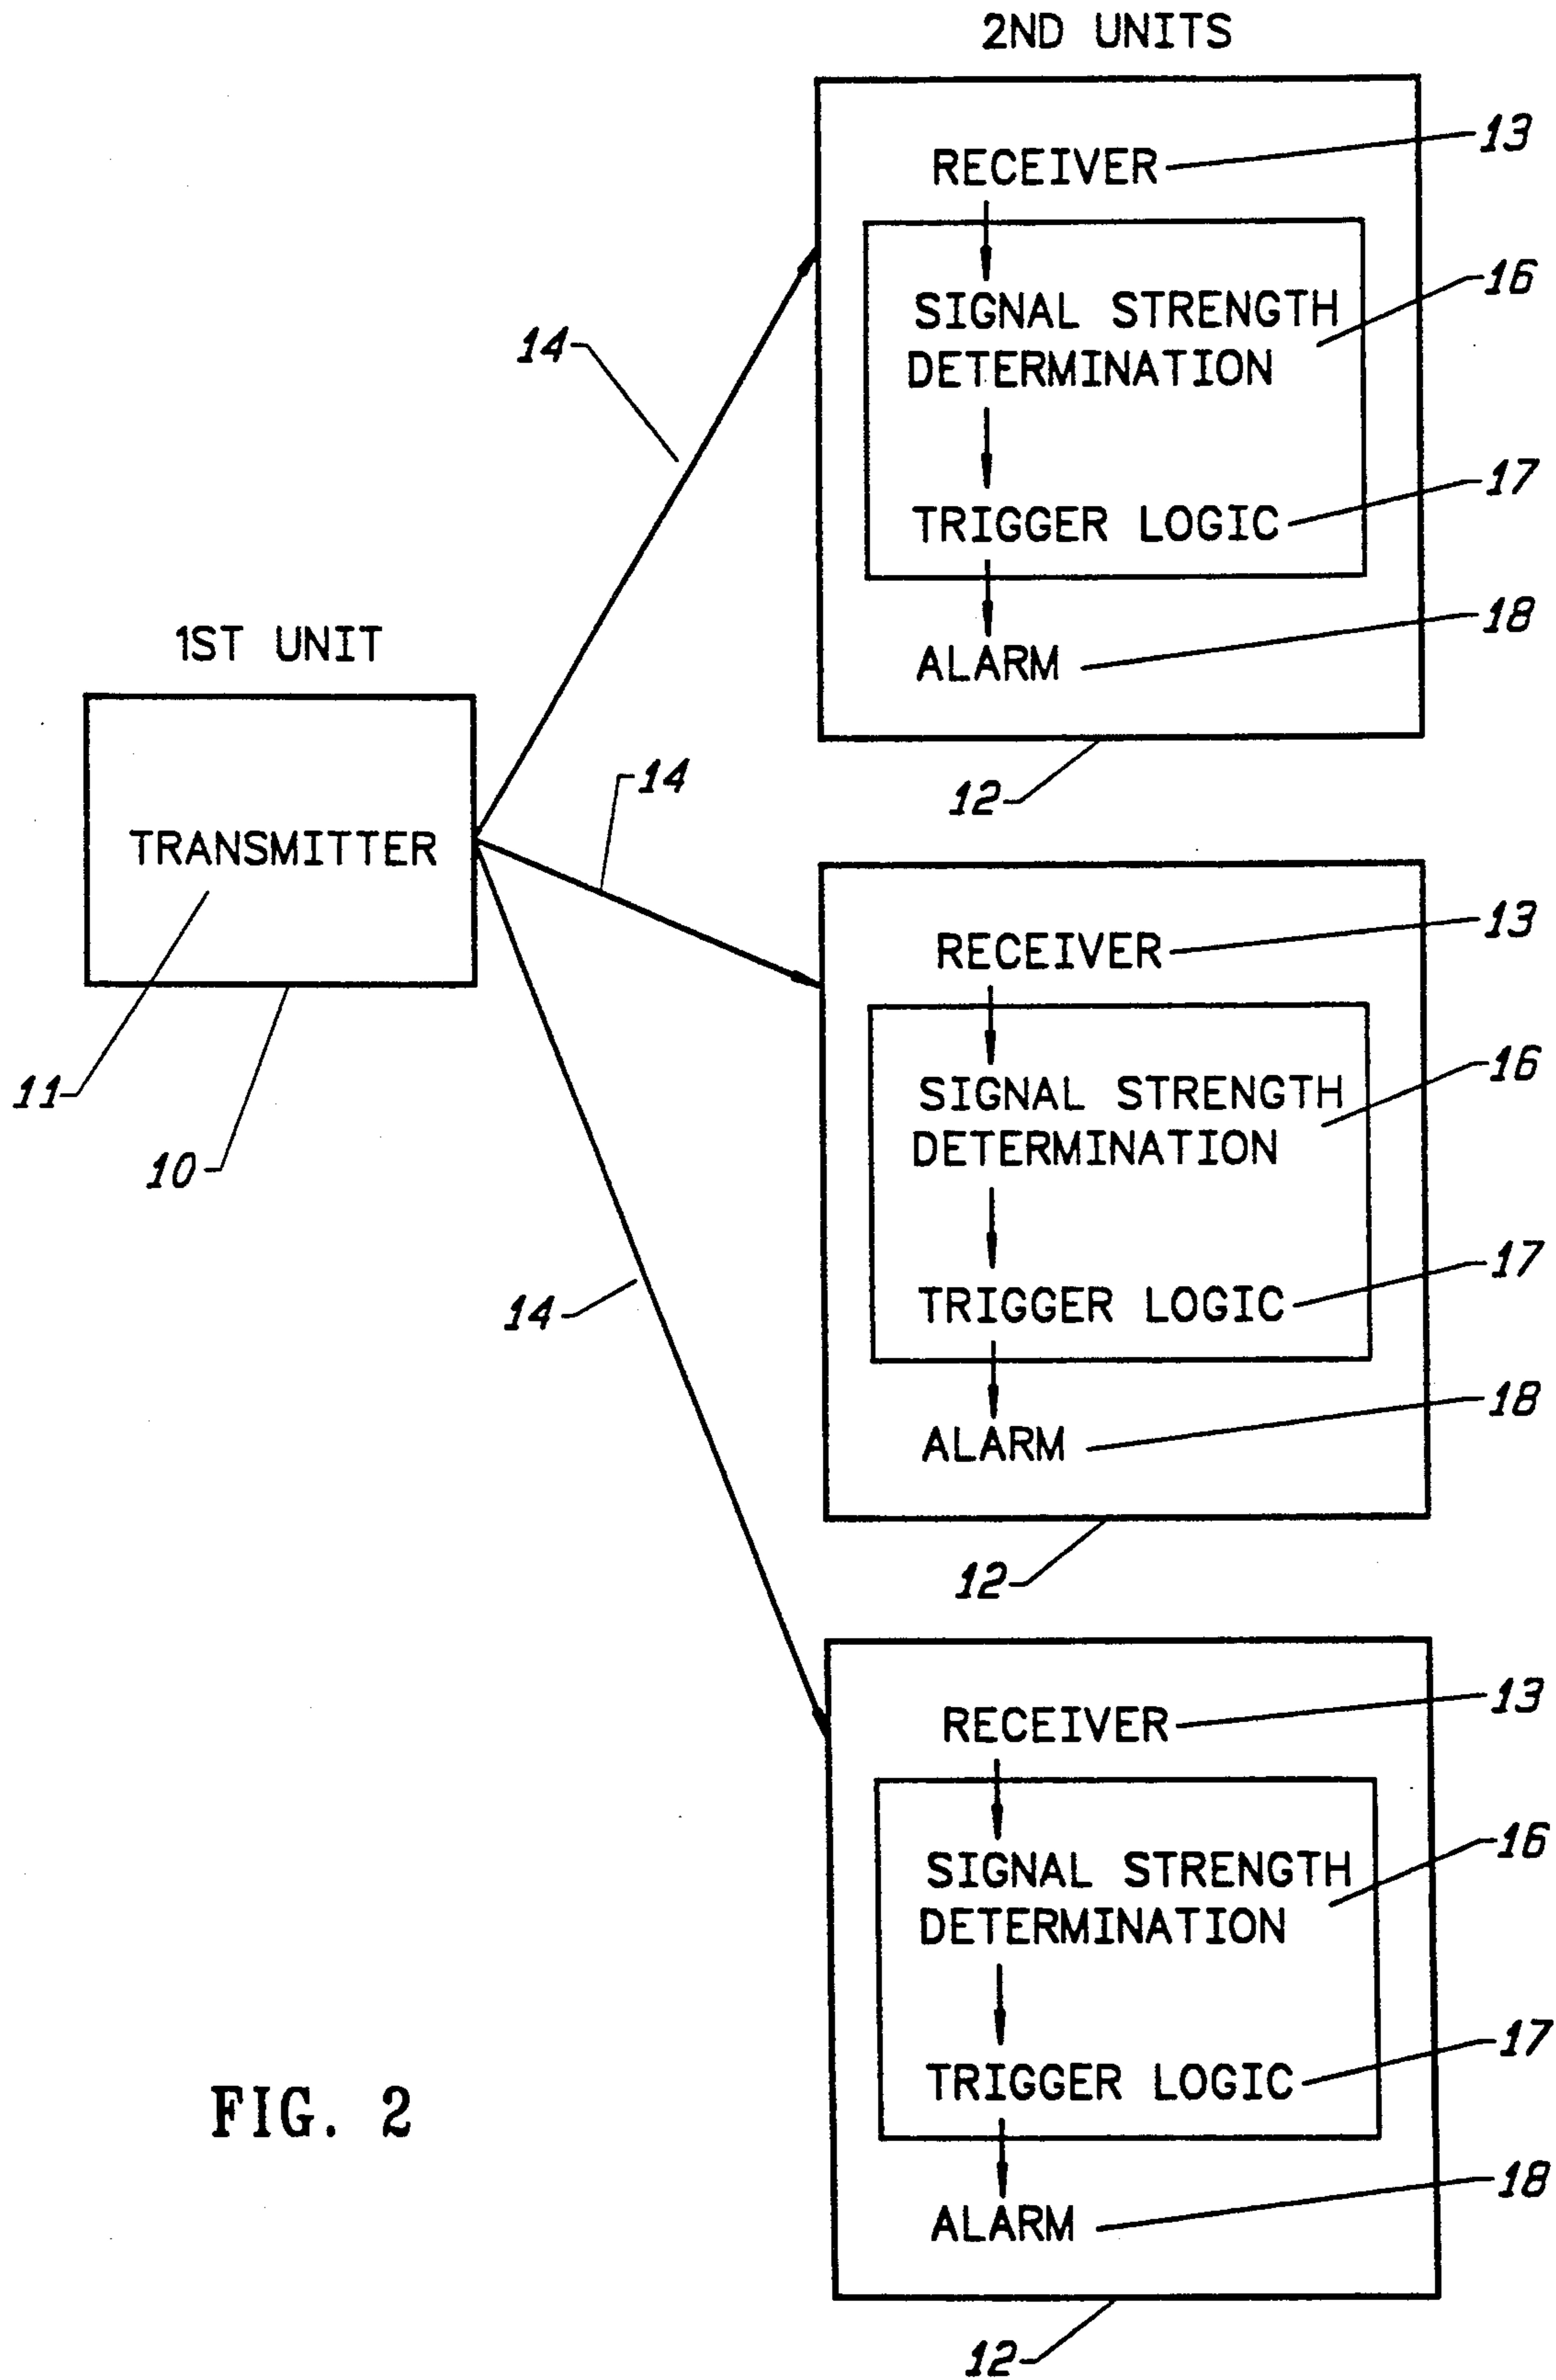 2ND UNITS
RECEIVER 13
SIGNAL STRENGTH 16
DETERMINATION
TRIGGER LOGIC 17
ALARM 18
12
14
1ST UNIT
TRANSMITTER
11
10
14
RECEIVER 13
SIGNAL STRENGTH 16
DETERMINATION
TRIGGER LOGIC 17
ALARM 18
12
14
RECEIVER 13
SIGNAL STRENGTH 16
DETERMINATION
TRIGGER LOGIC 17
ALARM 18
12
FIG. 2